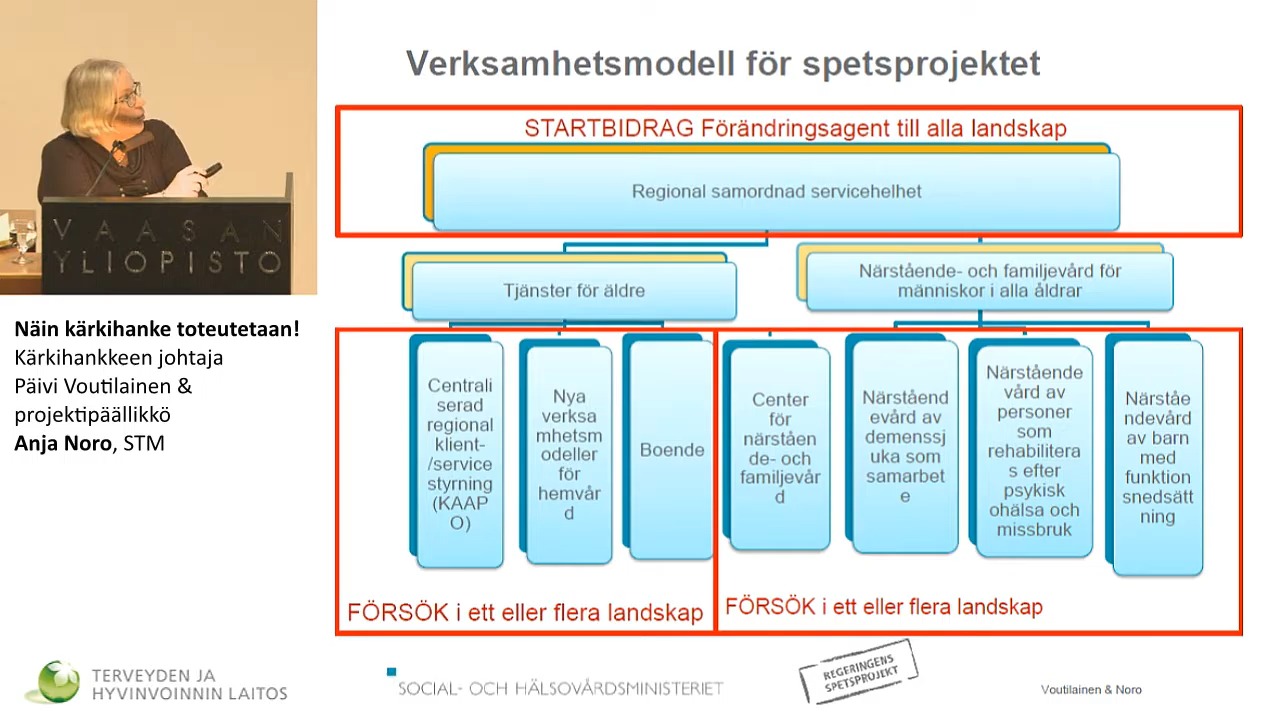 Verksamhetsmodell för spetsprojektet
STARTBIDRAG Förändringsagent till alla landskap
Regional samordnad servicehelhet
Tjänster för äldre
Närstående- och familjevård för
människor i alla åldrar
Centrali
serad
regional
klient-
/service
styrning
(KAAP
O)
Nya
verksa
mhetsm
odeller
för
hemvår
d
Boende
Center
för
närståen
de- och
familjevår
d
Närståend
evård av
demenssj
uka som
samarbet
e
Närstående
vård av
personer
som
rehabilitera
s efter
psykisk
ohälsa och
missbruk
Närståe
ndevård
av barn
med
funktion
snedsätt
ning
FÖRSÖK i ett eller flera landskap
FÖRSÖK i ett eller flera landskap
VAASAN
YLIOPISTO
Näin kärkihanke toteutetaan!
Kärkihankkeen johtaja
Päivi Voutilainen &
projektipäällikkö
Anja Noro, STM
TERVEYDEN JA
HYVINVOINNIN LAITOS
SOCIAL- OCH HÄLSOVÅRDSMINISTERIET
REGERINGENS
SPETSPROJEKT
Voutilainen & Noro